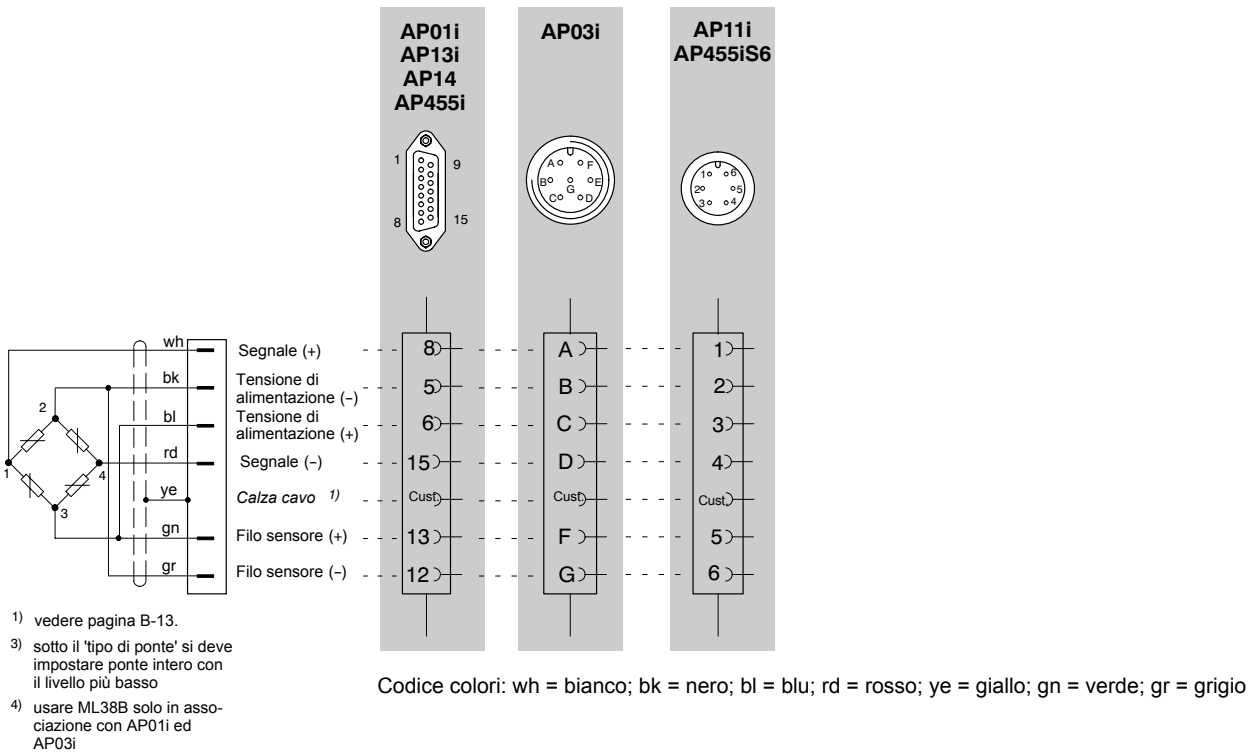 AP01i
AP13i
AP14
AP455i
AP03i
AP11i
AP455iS6
1
9
8
15
A
F
B
G
E
C
D
1
6
2
5
3
4
wh
Segnale (+)
8
A
1
bk
Tensione di
alimentazione (−)
5
B
2
bl
Tensione di
alimentazione (+)
6
C
3
rd
Segnale (−)
15
D
4
ye
Calza cavo 1)
Cust.
Cust.
Cust.
gn
Filo sensore (+)
13
F
5
gr
Filo sensore (−)
12
G
6
2
1
4
3
1) vedere pagina B-13.
3) sotto il 'tipo di ponte' si deve
impostare ponte intero con
il livello più basso
4) usare ML38B solo in asso-
ciazione con AP01i ed
AP03i
Codice colori: wh = bianco; bk = nero; bl = blu; rd = rosso; ye = giallo; gn = verde; gr = grigio